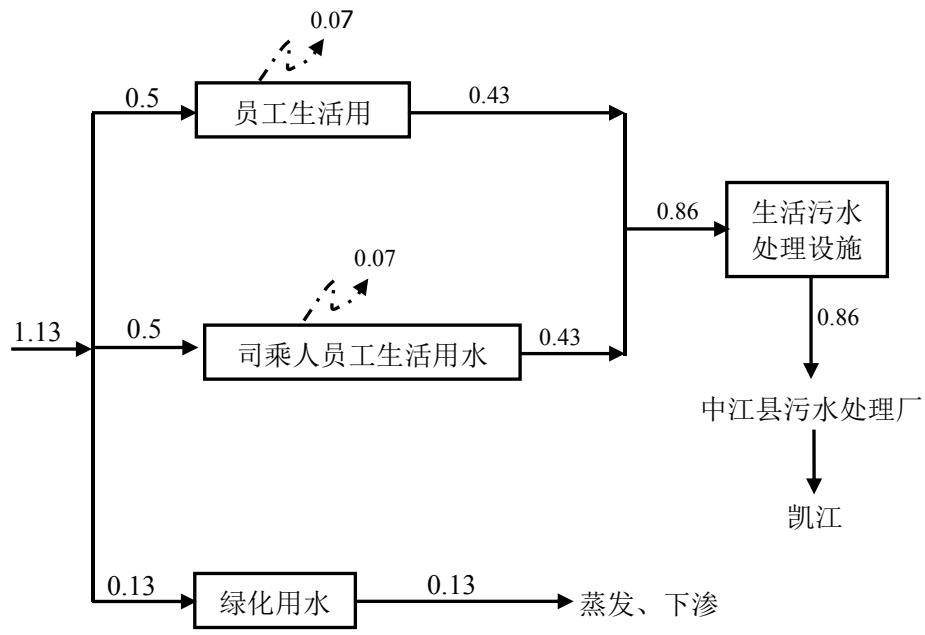 0.07
0.5
员工生活用
0.43
0.86
生活污水
处理设施
0.07
1.13
0.5
司乘人员工生活用水
0.43
0.86
中江县污水处理厂
凯江
0.13
绿化用水
0.13
蒸发、下渗